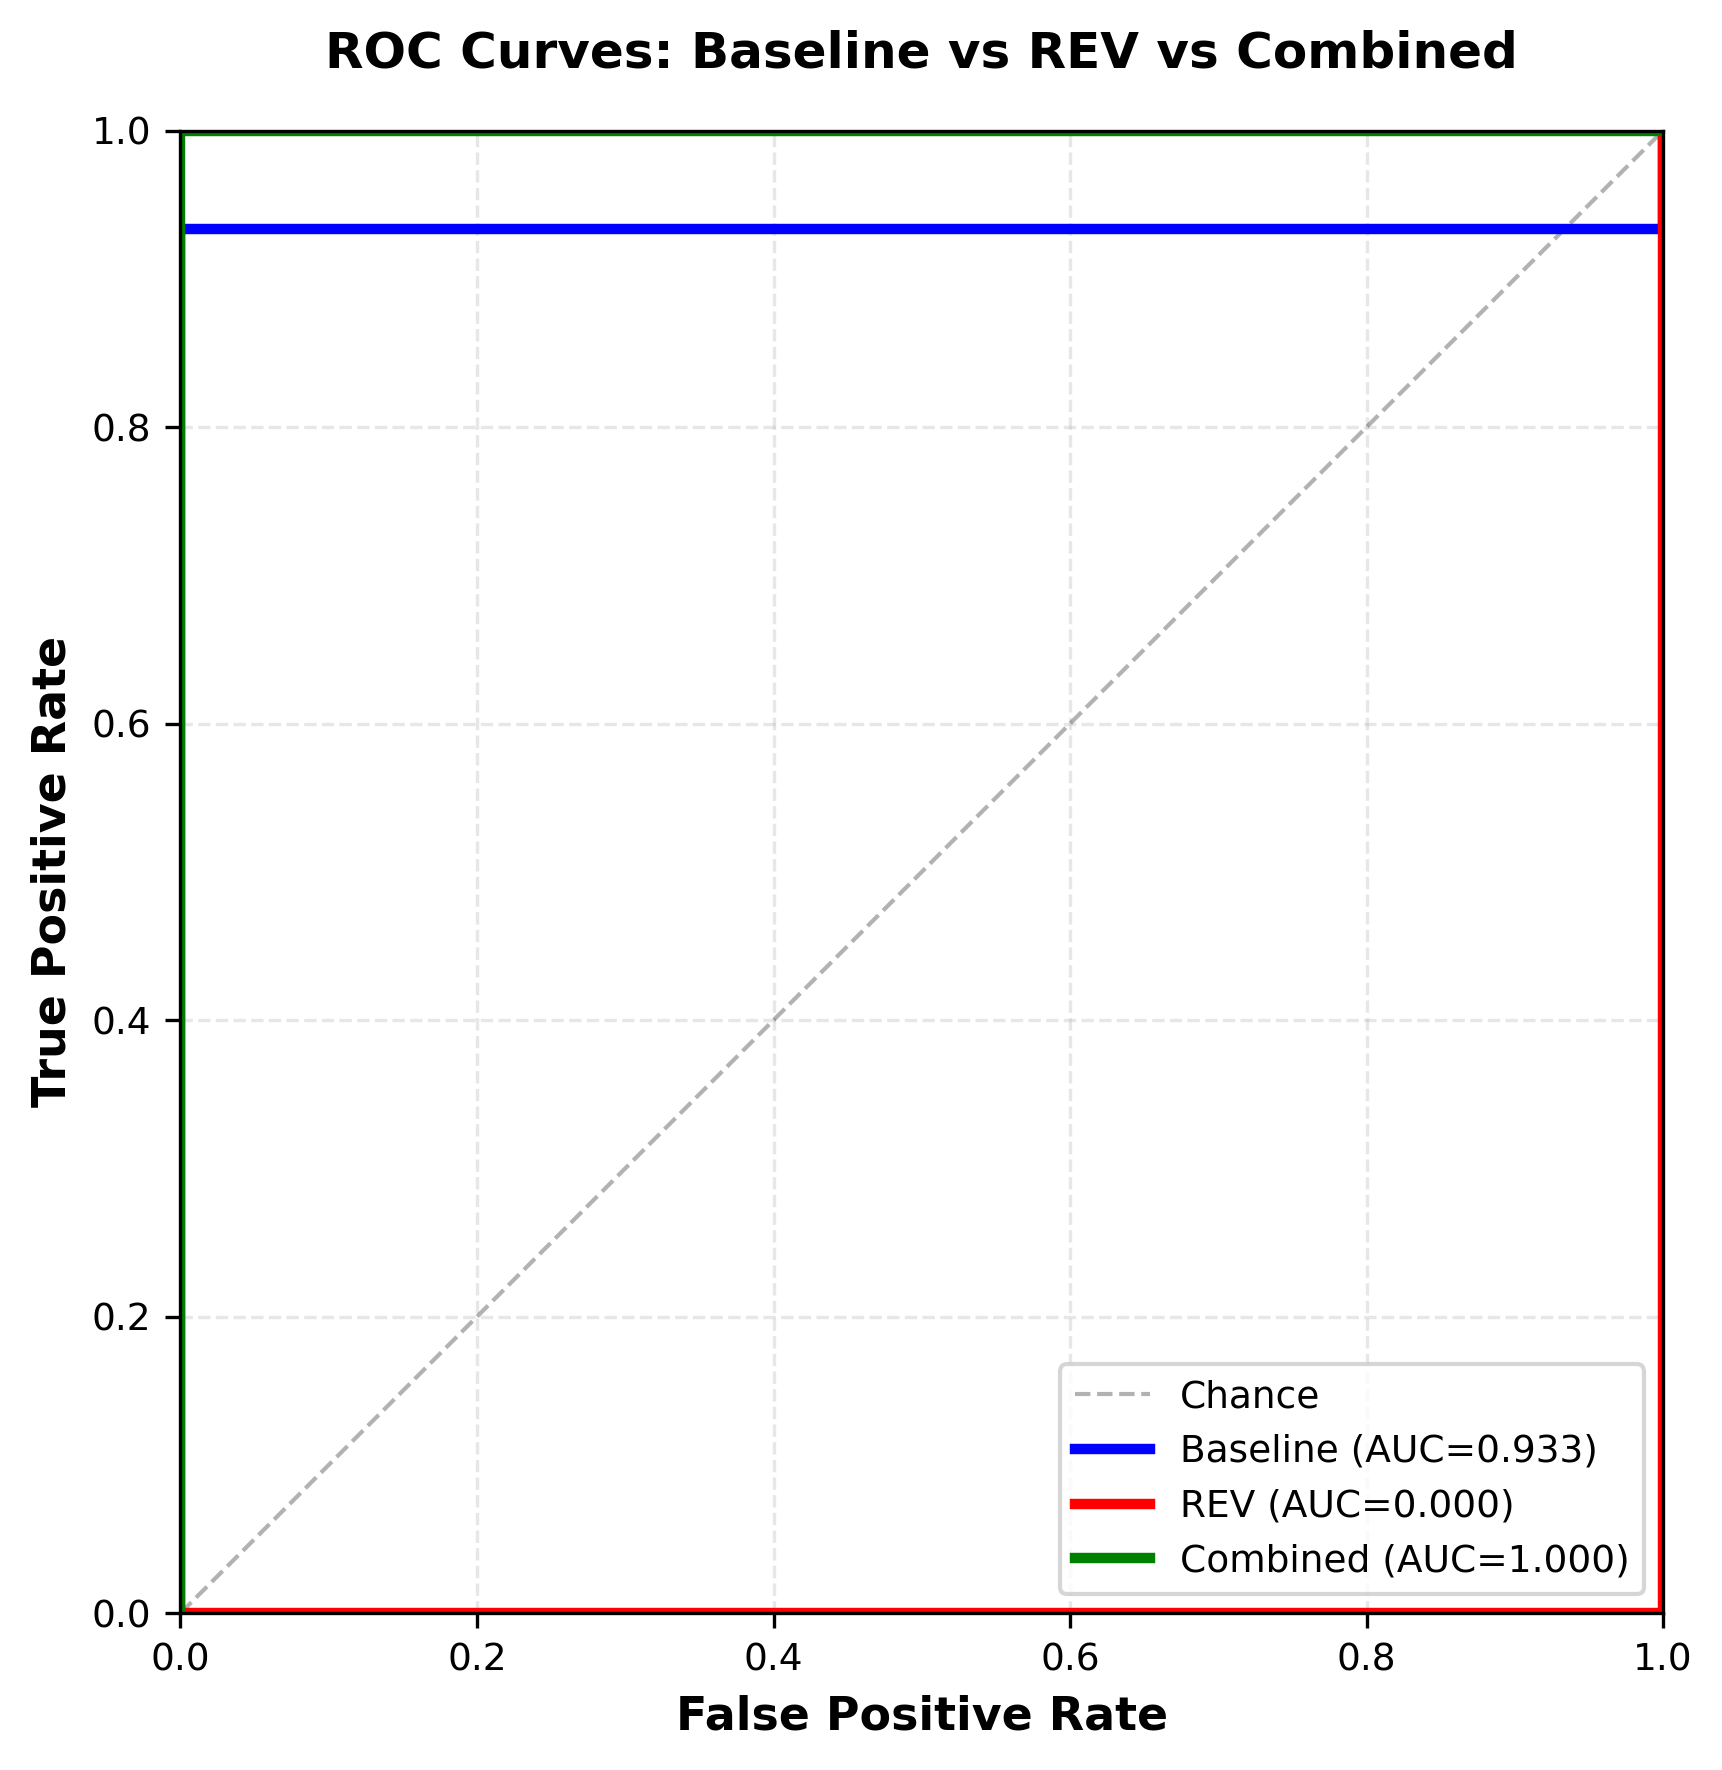 ROC Curves: Baseline vs REV vs Combined
1.0
0.8
0.6
0.4
0.2
0.0
True Positive Rate
Chance
Baseline (AUC=0.933)
REV (AUC=0.000)
Combined (AUC=1.000)
0.0 0.2 0.4 0.6 0.8 1.0
False Positive Rate